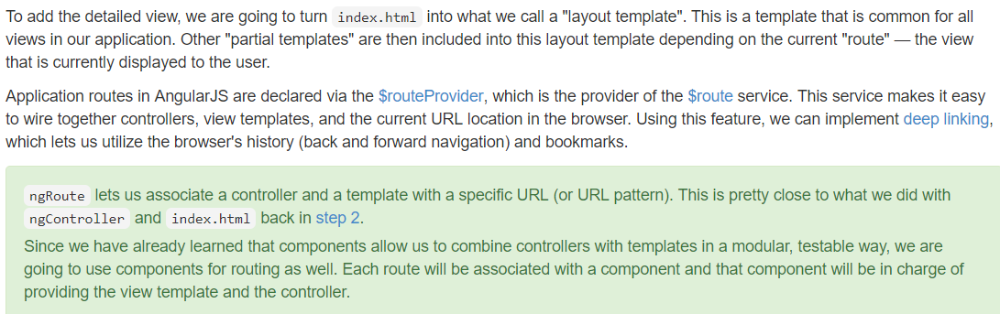 To add the detailed view, we are going to turn index.html into what we call a "layout template". This is a template that is common for all
views in our application. Other "partial templates" are then included into this layout template depending on the current "route" — the view
that is currently displayed to the user.
Application routes in AngularJS are declared via the $routeProvider, which is the provider of the $route service. This service makes it easy
to wire together controllers, view templates, and the current URL location in the browser. Using this feature, we can implement deep linking,
which lets us utilize the browser's history (back and forward navigation) and bookmarks.
ngRoute lets us associate a controller and a template with a specific URL (or URL pattern). This is pretty close to what we did with
ngController and index.html back in step 2.
Since we have already learned that components allow us to combine controllers with templates in a modular, testable way, we are
going to use components for routing as well. Each route will be associated with a component and that component will be in charge of
providing the view template and the controller.